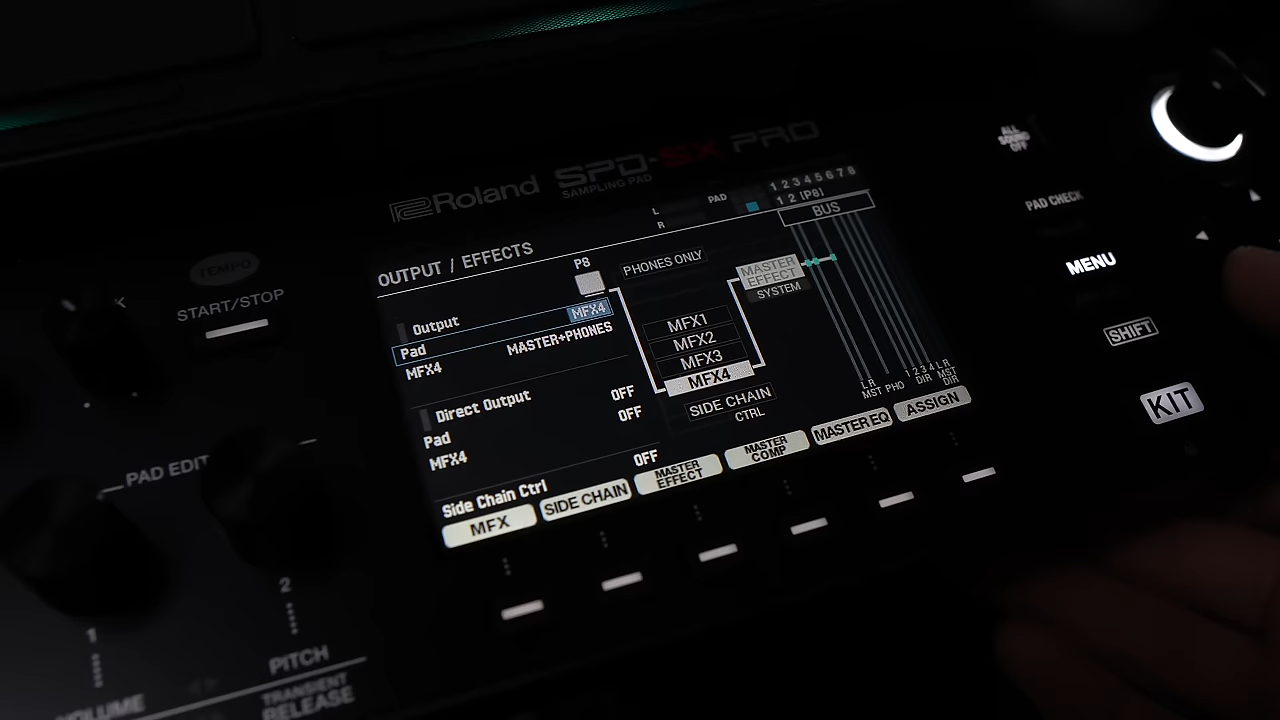 Roland SPD-SX PRO
SAMPLING PAD
ALL SOUND OFF
PAD CHECK
MENU
SHIFT
KIT
TEMPO
START/STOP
PAD EDIT
1
2
VOLUME
PITCH
TRANSIENT
RELEASE
OUTPUT / EFFECTS
L
R
PAD
1 2 3 4 5 6 7 8
1 2 [P8]
BUS
P8
PHONES ONLY
MASTER
EFFECT
SYSTEM
Output
Pad MFX4
MFX4 MASTER+PHONES
Direct Output
Pad OFF
MFX4 OFF
Side Chain Ctrl OFF
MFX1
MFX2
MFX3
MFX4
SIDE CHAIN
CTRL
L R
MST
PHO
1 2 3 4
DIR
L R
MST
DIR
MFX
SIDE CHAIN
MASTER EFFECT
MASTER COMP
MASTER EQ
ASSIGN